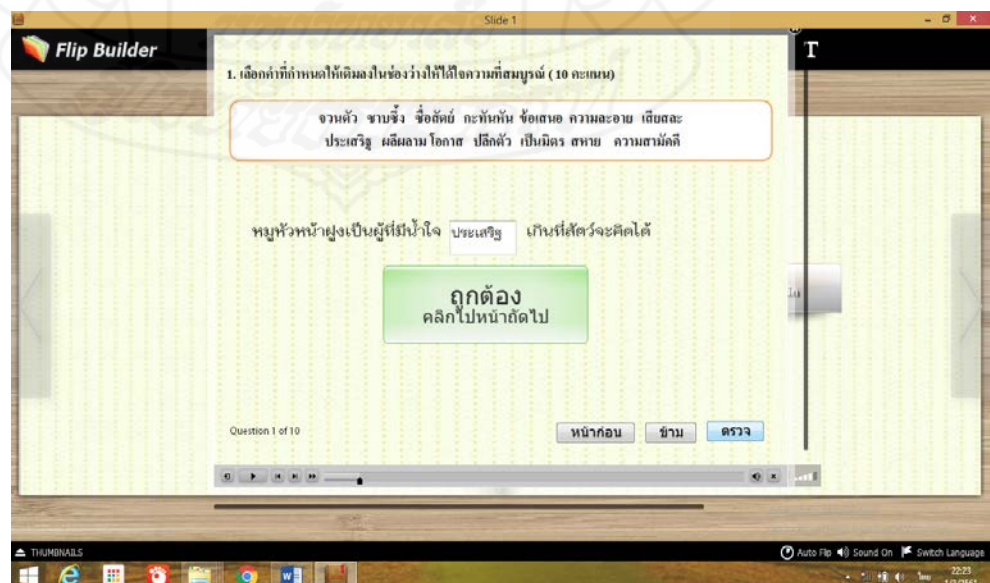 Slide 1
Flip Builder
T
1. เลือกคำที่กำหนดให้เติมลงในช่องว่างให้ได้ใจความที่สมบูรณ์ (10 คะแนน)
จวนตัว ซาบซึ้ง ซื่อสัตย์ กะทันหัน ข้อเสนอ ความละอาย เสียสละ
ประเสริฐ ผลีผลาม โอกาส ปลีกตัว เป็นมิตร สหาย ความสามัคคี
หมูหัวหน้าฝูงเป็นผู้ที่มีน้ำใจ ประเสริฐ เกินที่สัตว์จะคิดได้
ถูกต้อง
คลิกไปหน้าถัดไป
Question 1 of 10
หน้าก่อน ข้าม ตรวจ
THUMBNAILS
Auto Flip Sound On Switch Language
ไทย 22:23